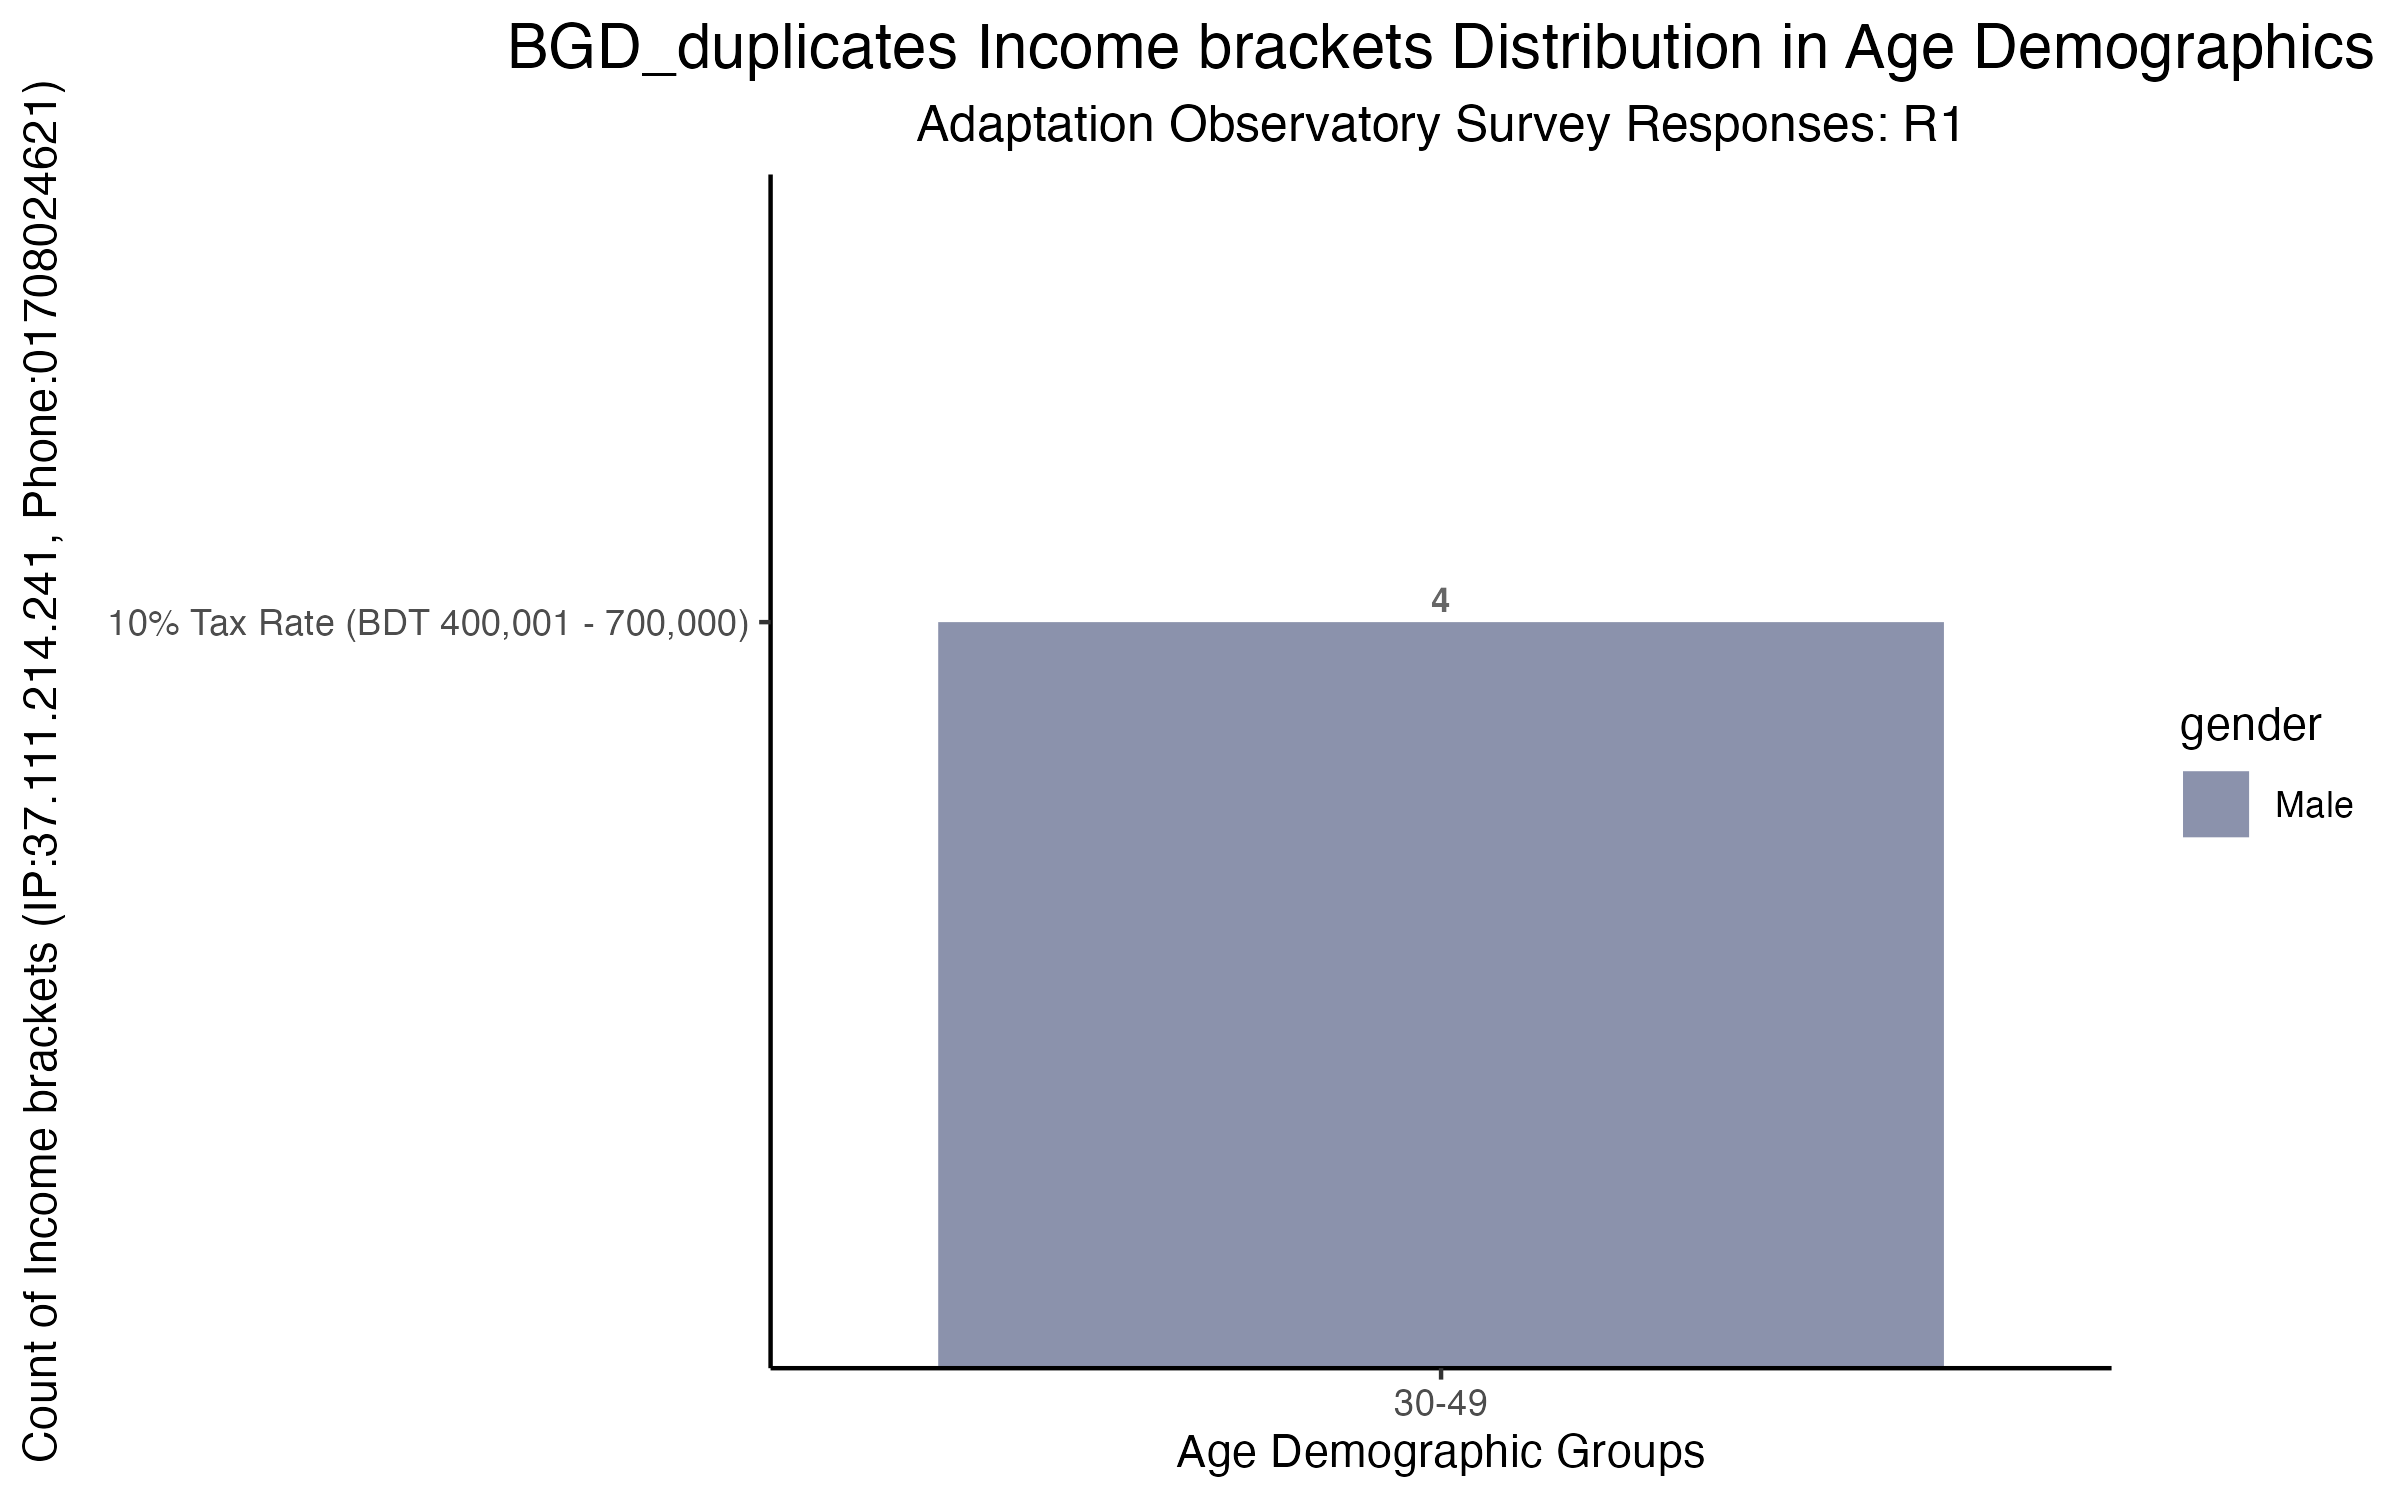 BGD_duplicates Income brackets Distribution in Age Demographics
Adaptation Observatory Survey Responses: R1
Count of Income brackets (IP:37.111.214.241, Phone:01708024621)
10% Tax Rate (BDT 400,001 - 700,000)
4
gender
Male
30-49
Age Demographic Groups